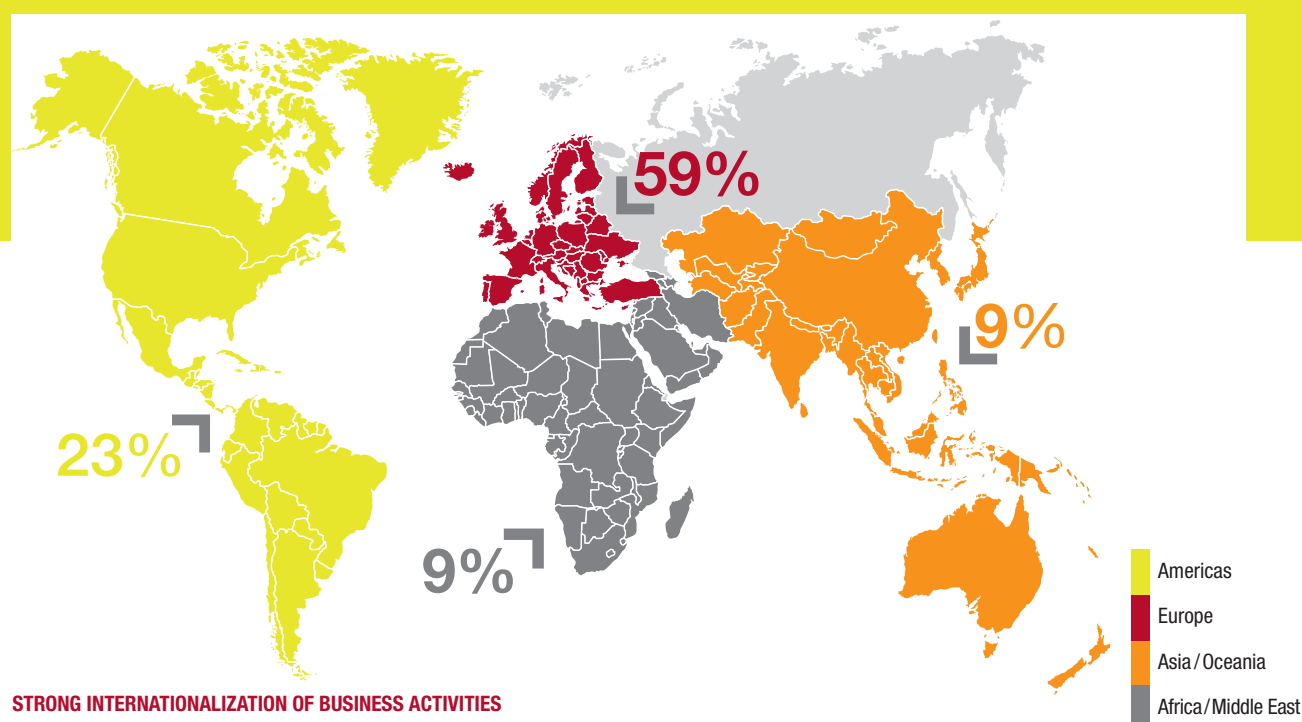 59%
9%
23%
9%
Americas
Europe
Asia/Oceania
Africa/Middle East
STRONG INTERNATIONALIZATION OF BUSINESS ACTIVITIES